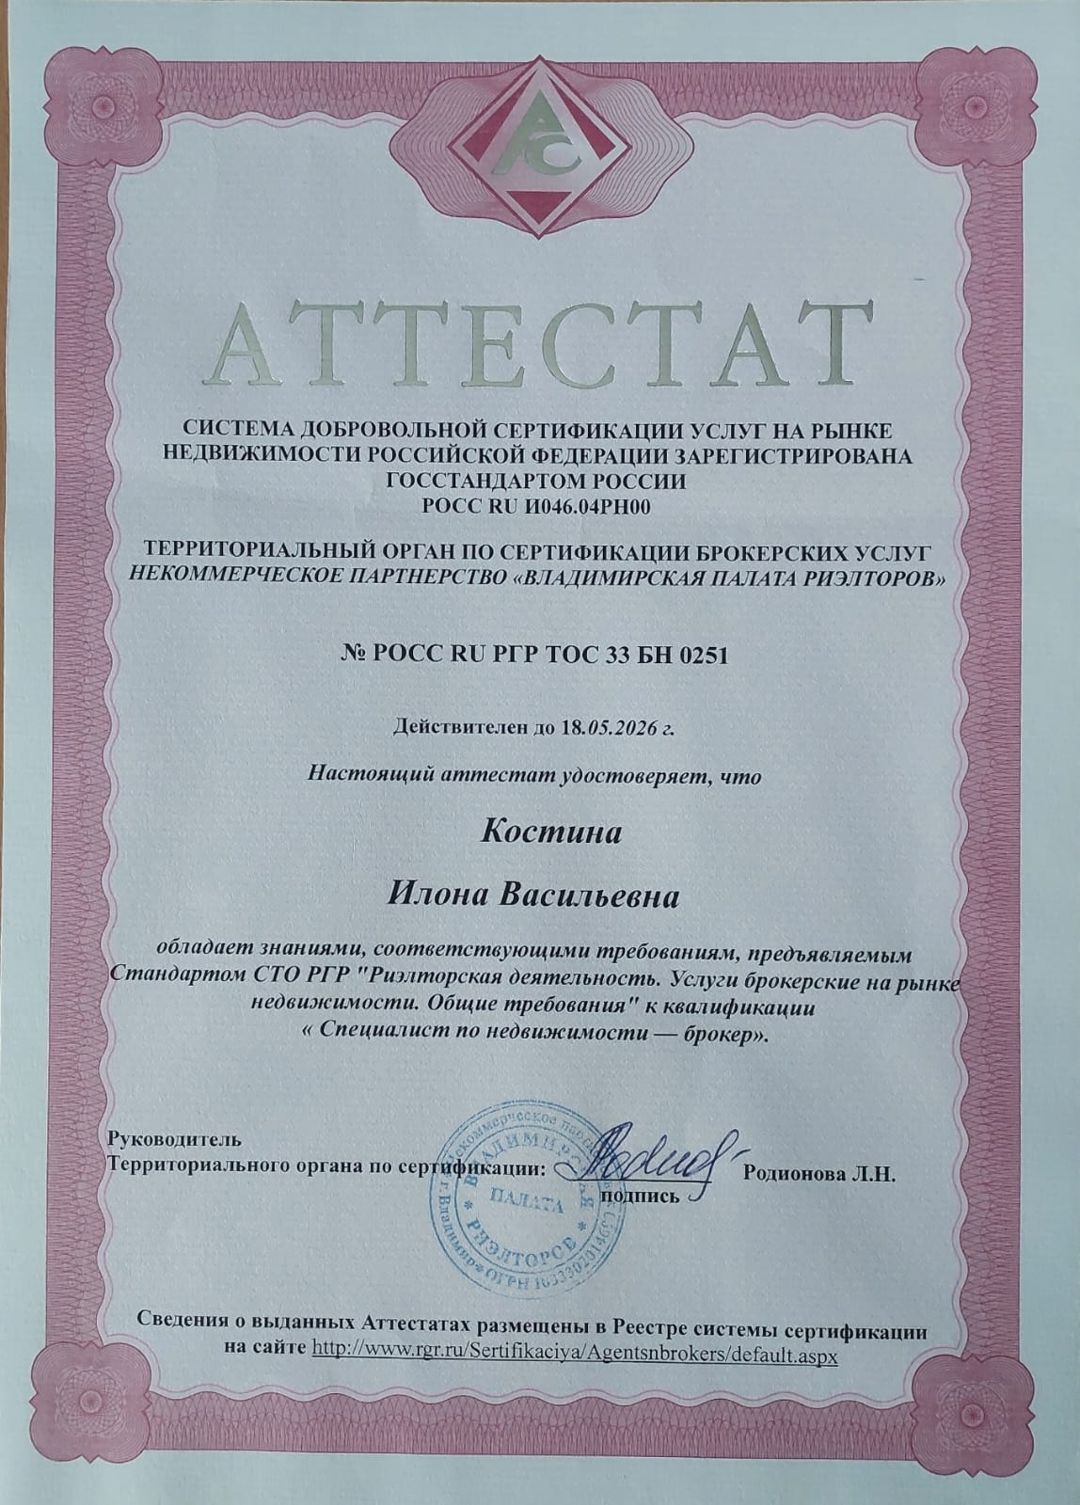 АС
АТТЕСТАТ
СИСТЕМА ДОБРОВОЛЬНОЙ СЕРТИФИКАЦИИ УСЛУГ НА РЫНКЕ
НЕДВИЖИМОСТИ РОССИЙСКОЙ ФЕДЕРАЦИИ ЗАРЕГИСТРИРОВАНА
ГОССТАНДАРТОМ РОССИИ
РОСС RU И046.04РН00
ТЕРРИТОРИАЛЬНЫЙ ОРГАН ПО СЕРТИФИКАЦИИ БРОКЕРСКИХ УСЛУГ
НЕКОММЕРЧЕСКОЕ ПАРТНЕРСТВО «ВЛАДИМИРСКАЯ ПАЛАТА РИЭЛТОРОВ»
№ РОСС RU РГР ТОС 33 БН 0251
Действителен до 18.05.2026 г.
Настоящий аттестат удостоверяет, что
Костина
Илона Васильевна
обладает знаниями, соответствующими требованиям, предъявляемым
Стандартом СТО РГР "Риэлторская деятельность. Услуги брокерские на рынке
недвижимости. Общие требования" к квалификации
« Специалист по недвижимости — брокер».
Руководитель
Территориального органа по сертификации:
Родионова Л.Н.
подпись
ВЛАДИМИРСКАЯ
ПАЛАТА
РИЭЛТОРОВ
г. Владимир
Сведения о выданных Аттестатах размещены в Реестре системы сертификации
на сайте http://www.rgr.ru/Sertifikaciya/Agentsnbrokers/default.aspx